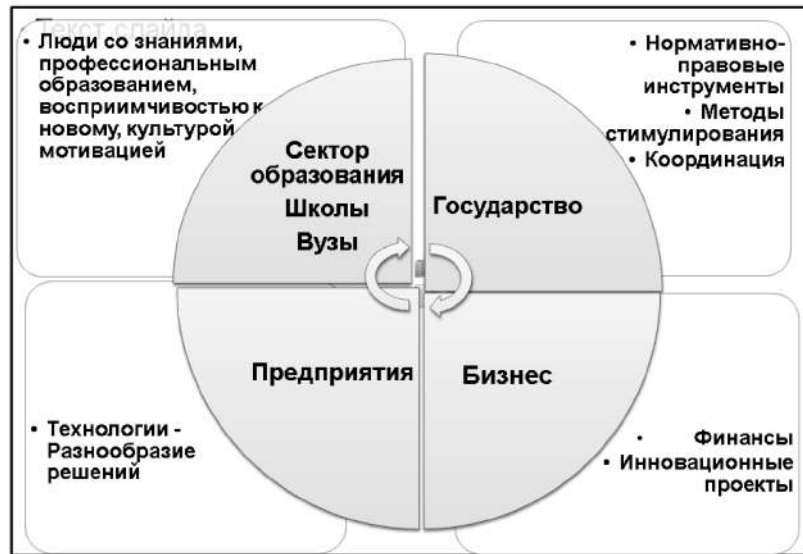 • Текст слайда
• Люди со знаниями,
профессиональным
образованием,
восприимчивостью к
новому, культурой
мотивацией
• Нормативно-
правовые
инструменты
• Методы
стимулирования
• Координация
Сектор
образования
Школы
Вузы
Государство
Предприятия
Бизнес
• Технологии -
Разнообразие
решений
• Финансы
• Инновационные
проекты